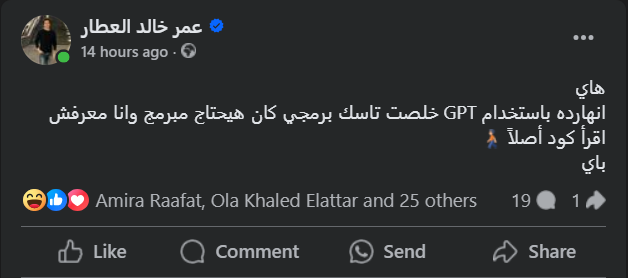 عمر خالد العطار
14 hours ago ·
هاي
انهارده باستخدام GPT خلصت تاسك برمجي كان هيحتاج مبرمج وانا معرفش
اقرأ كود أصلاً 🚶
باي
Amira Raafat, Ola Khaled Elattar and 25 others 19 1
Like Comment Send Share